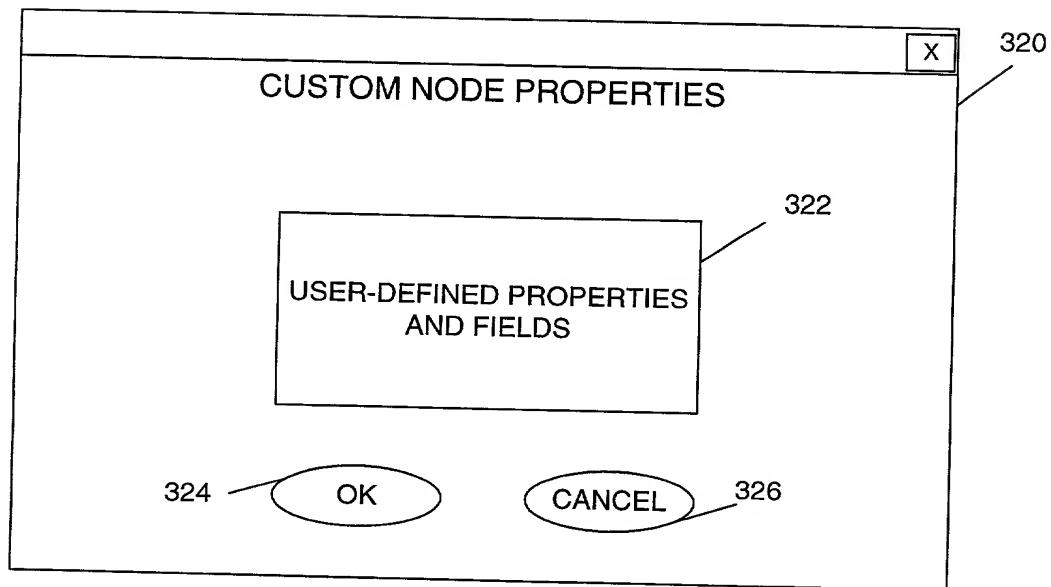 X
320
CUSTOM NODE PROPERTIES
322
USER-DEFINED PROPERTIES
AND FIELDS
324
OK
CANCEL
326